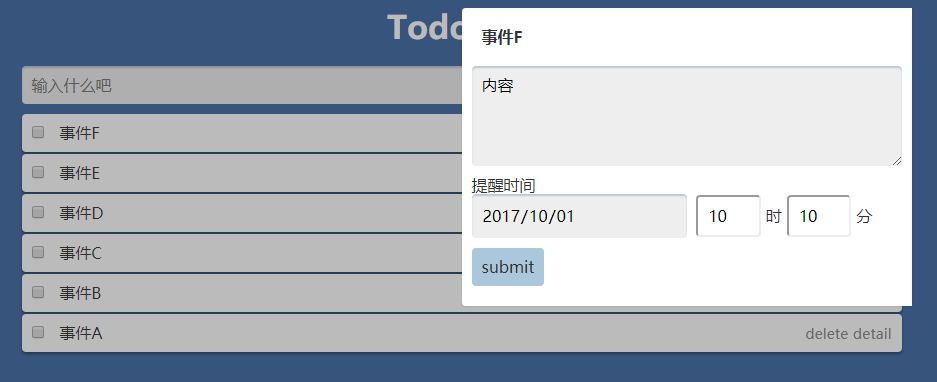 Todo
输入什么吧
事件F
事件E
事件D
事件C
事件B
事件A
delete detail
事件F
内容
提醒时间
2017/10/01 10 时 10 分
submit